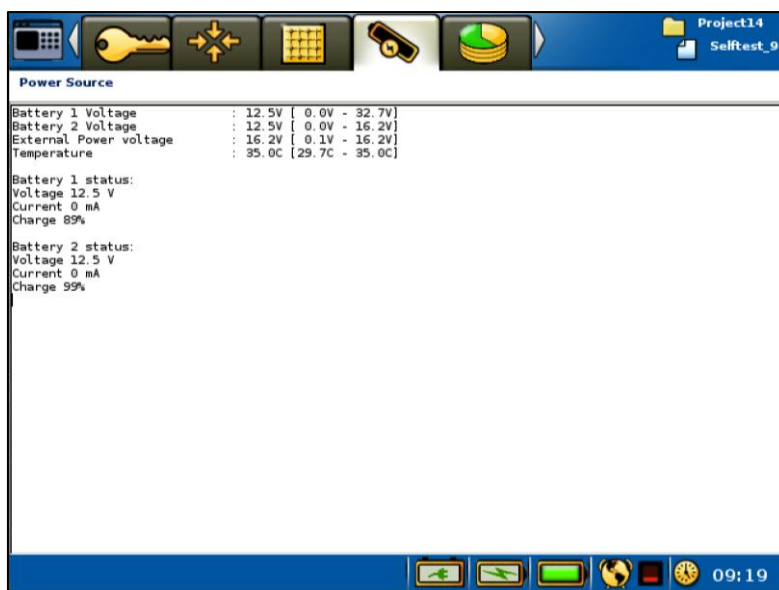 Project14
Selftest_9
Power Source
Battery 1 Voltage : 12.5V [ 0.0V - 32.7V]
Battery 2 Voltage : 12.5V [ 0.0V - 16.2V]
External Power voltage : 16.2V [ 0.1V - 16.2V]
Temperature : 35.0C [29.7C - 35.0C]
Battery 1 status:
Voltage 12.5 V
Current 0 mA
Charge 89%
Battery 2 status:
Voltage 12.5 V
Current 0 mA
Charge 99%
09:19